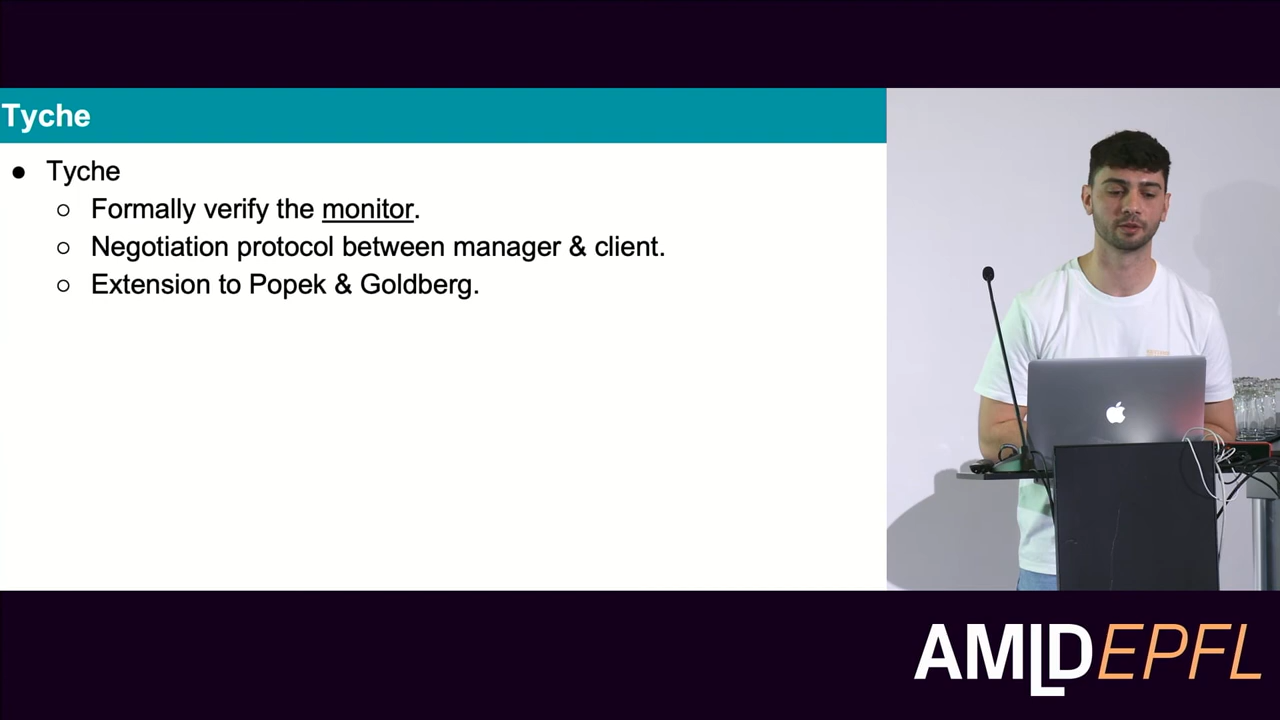 Tyche
● Tyche
○ Formally verify the monitor.
○ Negotiation protocol between manager & client.
○ Extension to Popek & Goldberg.
AMLD EPFL